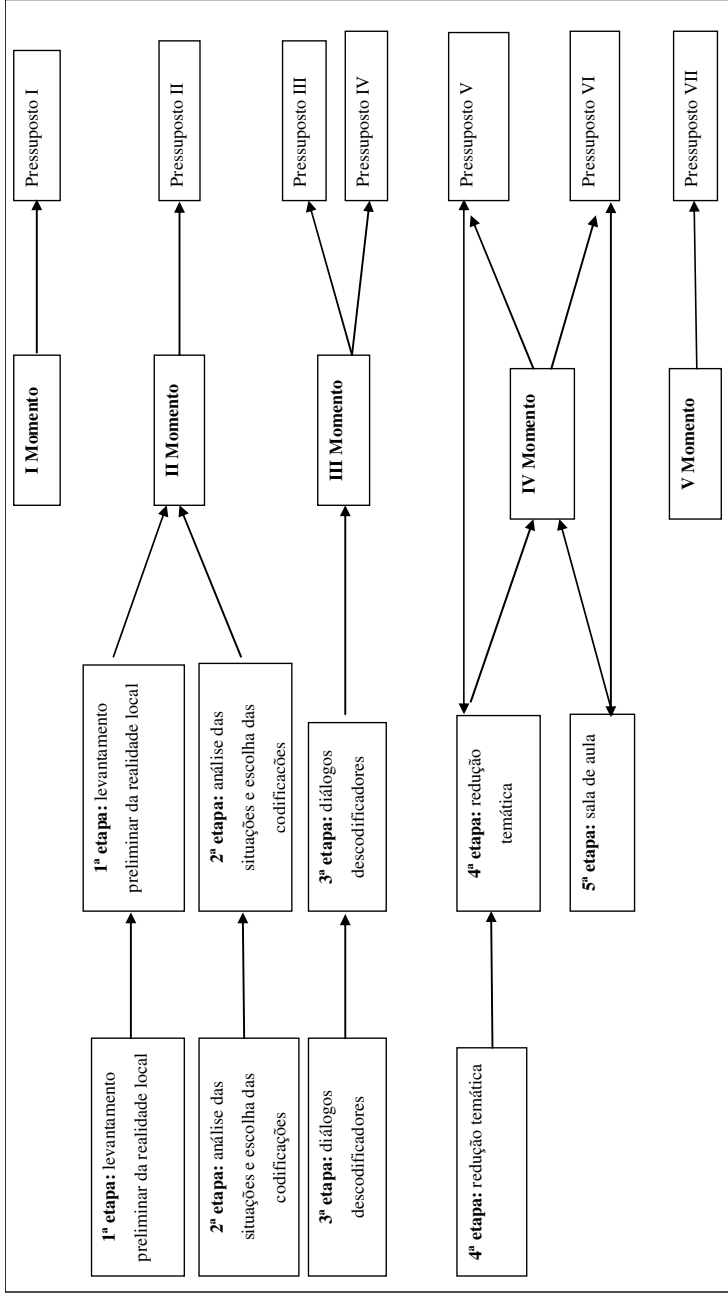 1ª etapa: levantamento
preliminar da realidade local
2ª etapa: análise das
situações e escolha das
codificações
3ª etapa: diálogos
descodificadores
4ª etapa: redução temática
1ª etapa: levantamento
preliminar da realidade local
2ª etapa: análise das
situações e escolha das
codificacões
3ª etapa: diálogos
descodificadores
4ª etapa: redução
temática
5ª etapa: sala de aula
I Momento
II Momento
III Momento
IV Momento
V Momento
Pressuposto I
Pressuposto II
Pressuposto III
Pressuposto IV
Pressuposto V
Pressuposto VI
Pressuposto VII